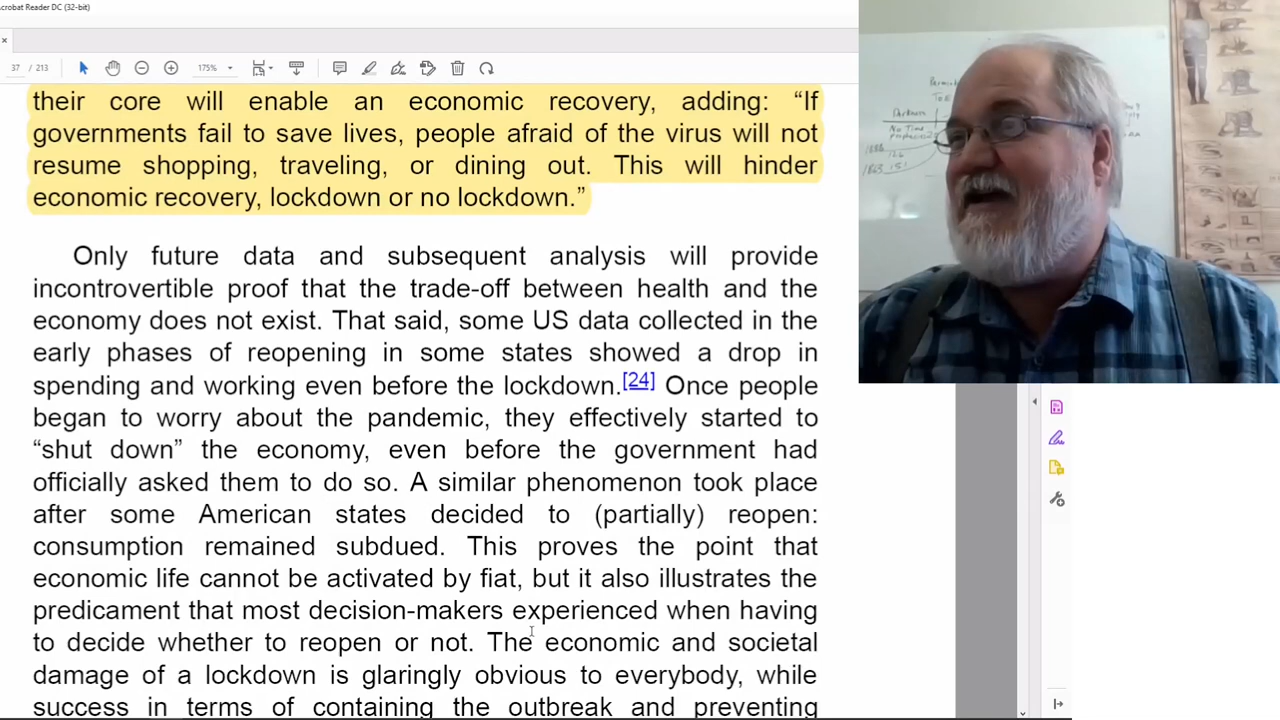 crobat Reader DC (32-bit)
×
37 / 213
175%
their core will enable an economic recovery, adding: “If
governments fail to save lives, people afraid of the virus will not
resume shopping, traveling, or dining out. This will hinder
economic recovery, lockdown or no lockdown.”
Only future data and subsequent analysis will provide
incontrovertible proof that the trade-off between health and the
economy does not exist. That said, some US data collected in the
early phases of reopening in some states showed a drop in
spending and working even before the lockdown.[24] Once people
began to worry about the pandemic, they effectively started to
“shut down” the economy, even before the government had
officially asked them to do so. A similar phenomenon took place
after some American states decided to (partially) reopen:
consumption remained subdued. This proves the point that
economic life cannot be activated by fiat, but it also illustrates the
predicament that most decision-makers experienced when having
to decide whether to reopen or not. The economic and societal
damage of a lockdown is glaringly obvious to everybody, while
success in terms of containing the outbreak and preventing
Darkness
No Time